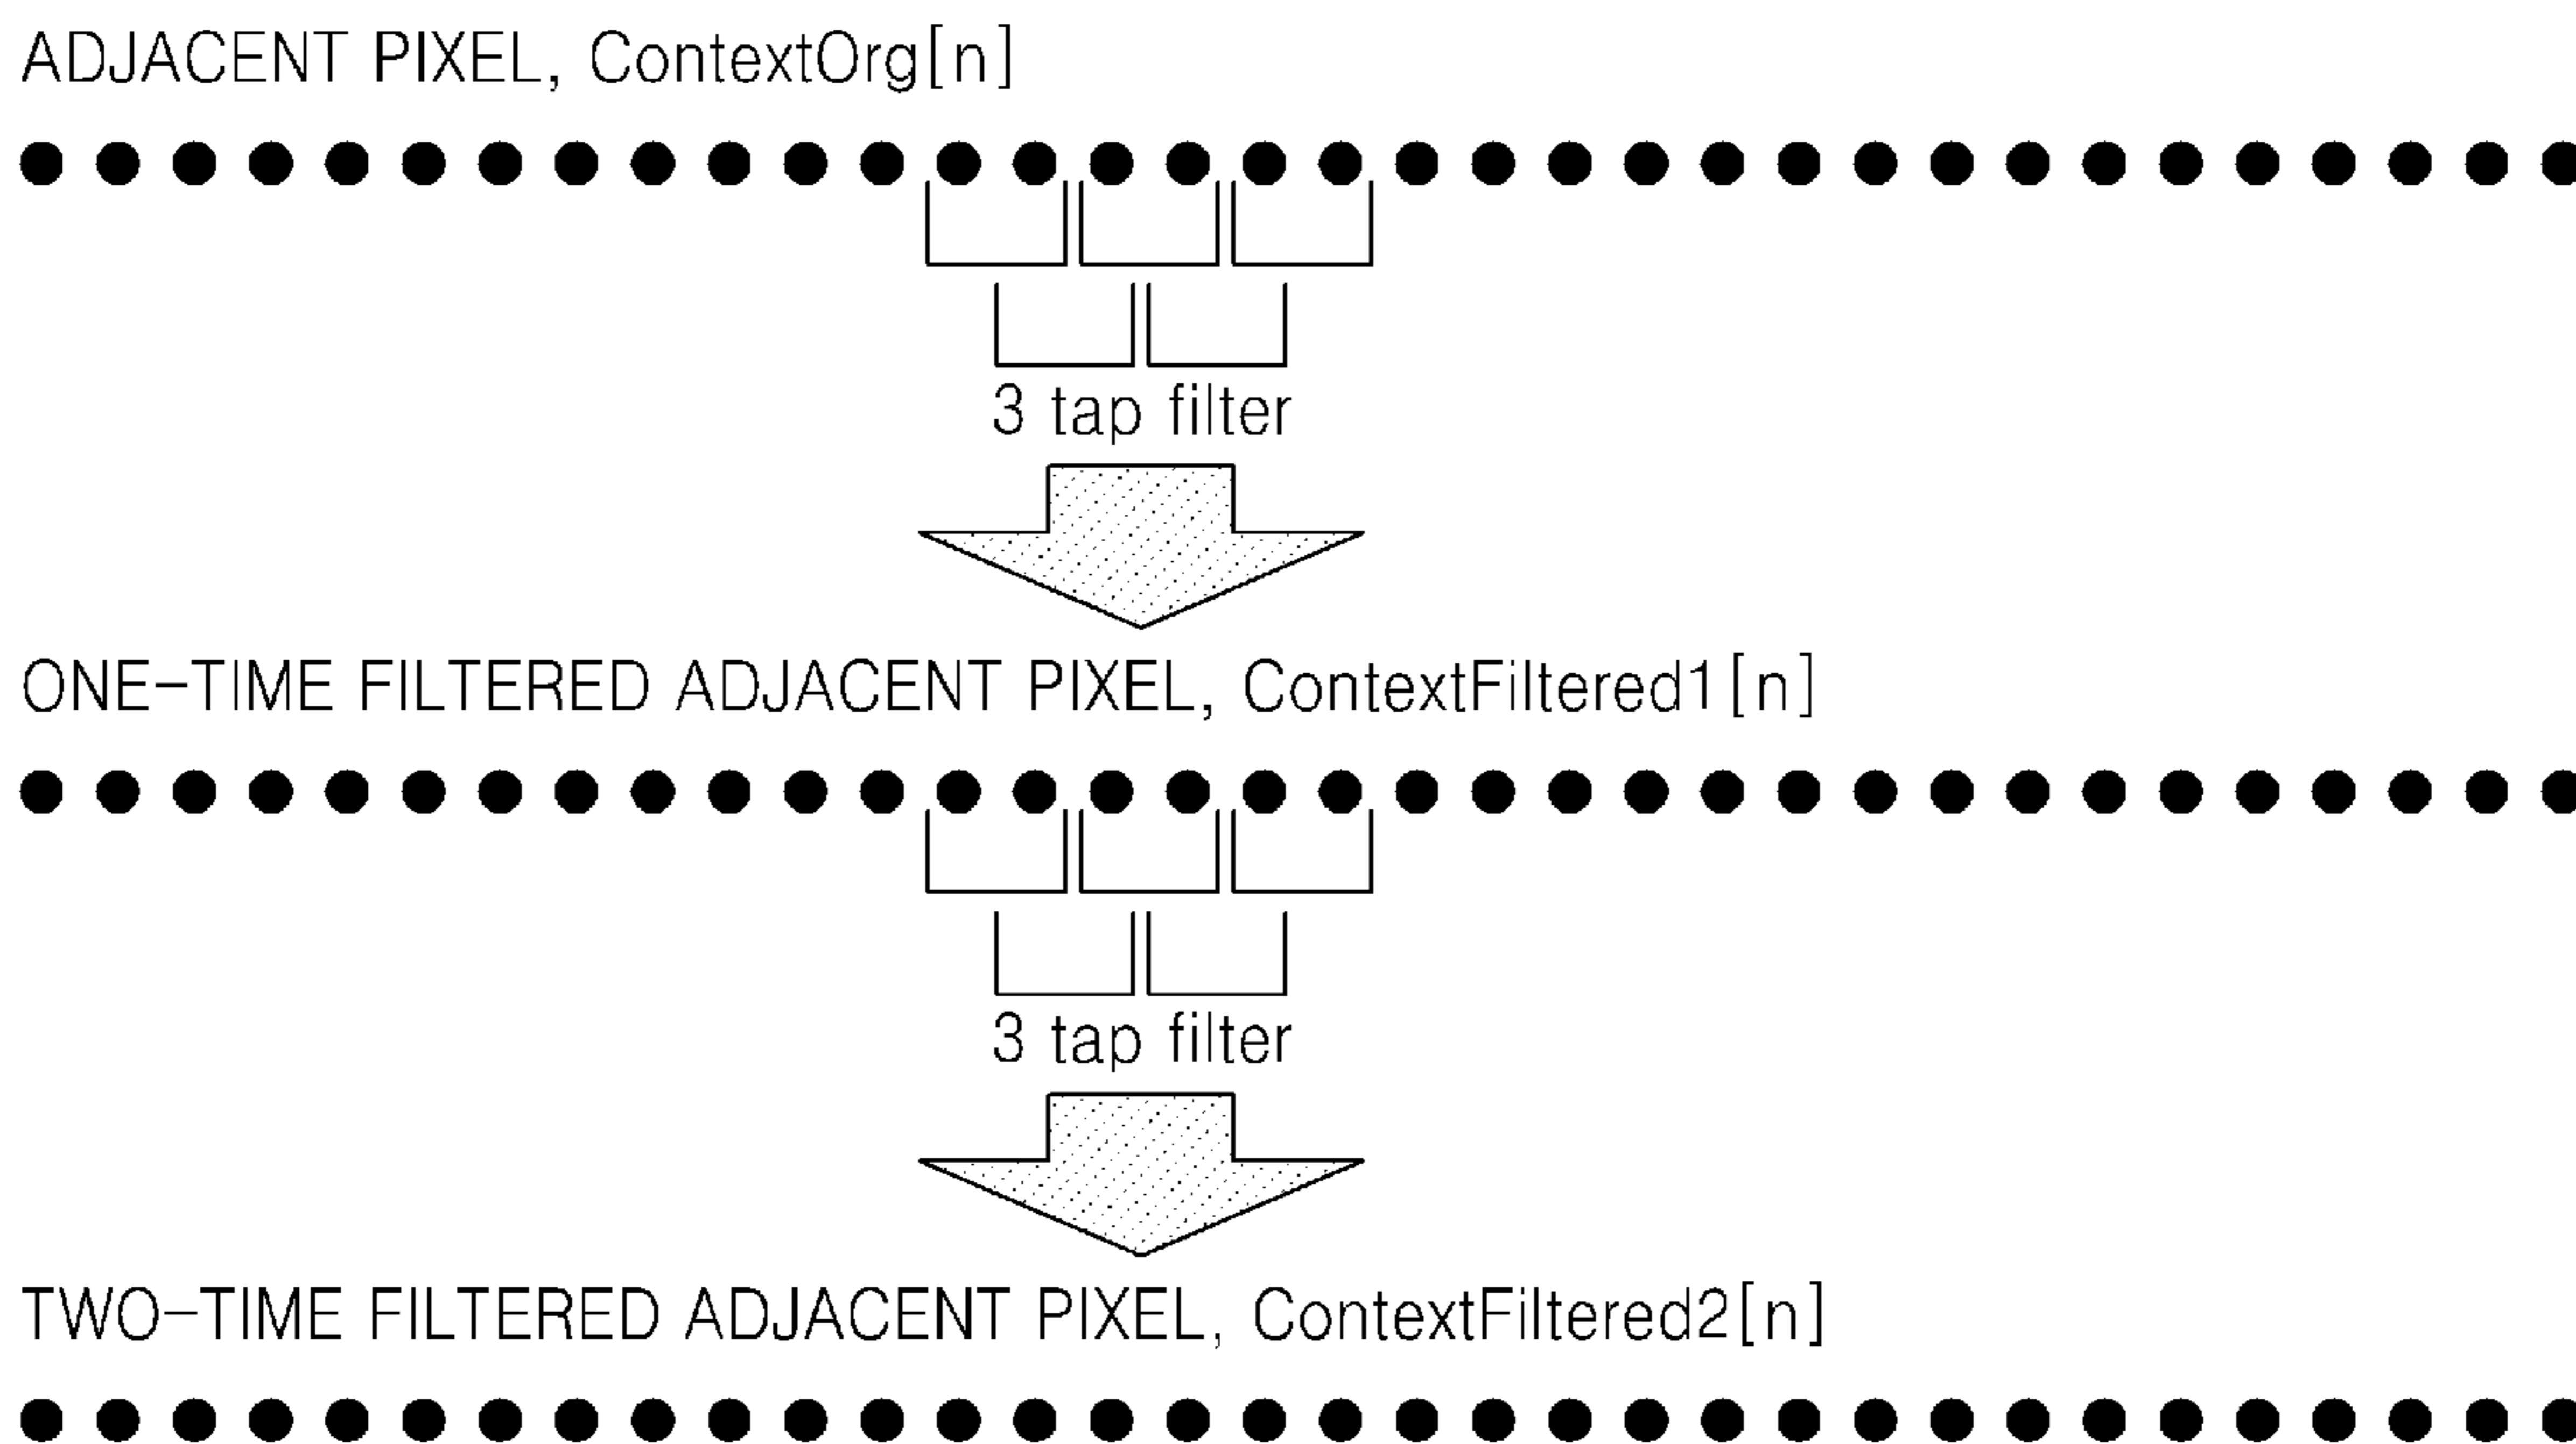 ADJACENT PIXEL, ContextOrg[n]
3 tap filter
ONE-TIME FILTERED ADJACENT PIXEL, ContextFiltered1[n]
3 tap filter
TWO-TIME FILTERED ADJACENT PIXEL, ContextFiltered2[n]